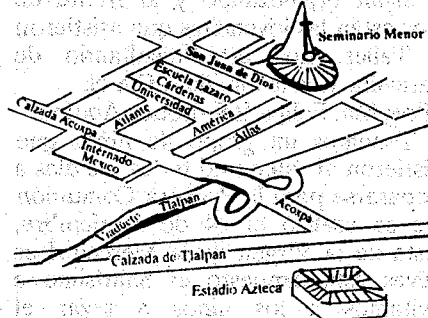 Seminario Menor
San Juan de Dios
Escuela Lazaro
Cárdenas
Universidad
Atlante
América
Atlas
Calzada Acoxpa
Internado
Mexico
Viaducto Tlalpan
Acoxpa
Calzada de Tlalpan
Estadio Azteca